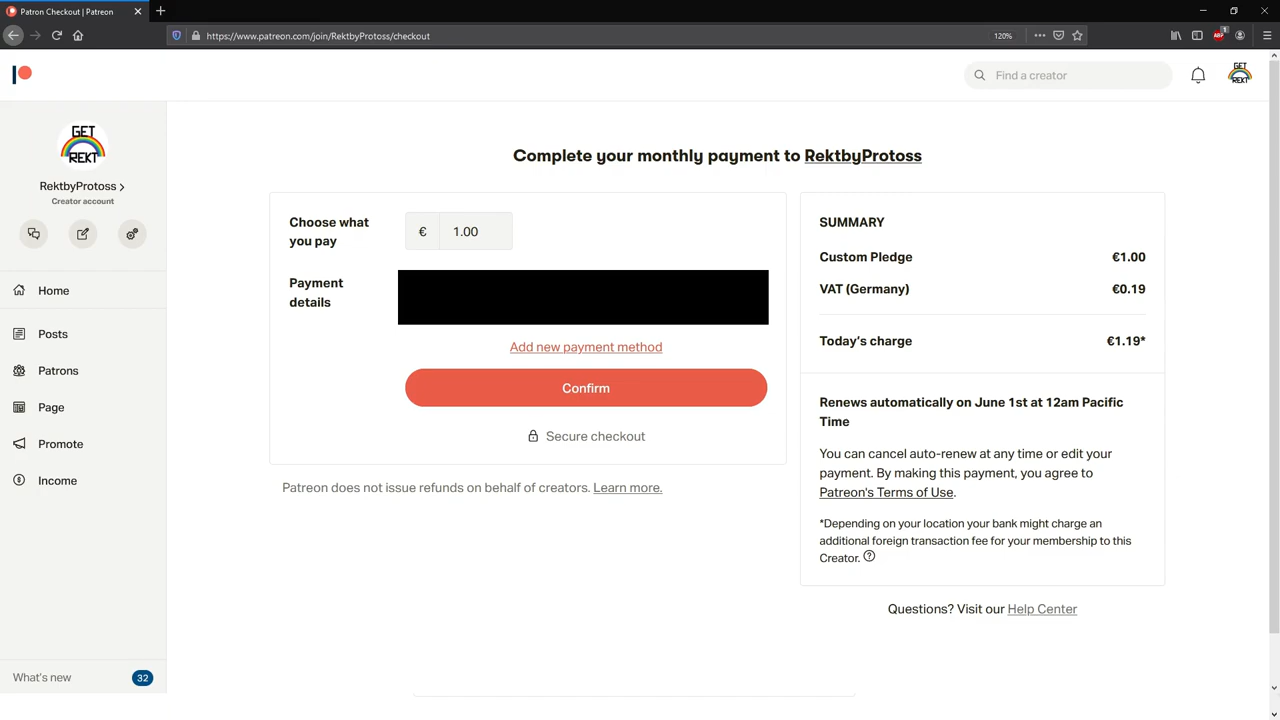 Patron Checkout | Patreon
https://www.patreon.com/join/RektbyProtoss/checkout
120%
ABP
1
Find a creator
GET
REKT
GET
REKT
RektbyProtoss
Creator account
Home
Posts
Patrons
Page
Promote
Income
What's new
32
Complete your monthly payment to RektbyProtoss
Choose what
you pay
€ 1.00
Payment
details
Add new payment method
Confirm
Secure checkout
Patreon does not issue refunds on behalf of creators. Learn more.
SUMMARY
Custom Pledge €1.00
VAT (Germany) €0.19
Today's charge €1.19*
Renews automatically on June 1st at 12am Pacific
Time
You can cancel auto-renew at any time or edit your
payment. By making this payment, you agree to
Patreon's Terms of Use.
*Depending on your location your bank might charge an
additional foreign transaction fee for your membership to this
Creator.
Questions? Visit our Help Center